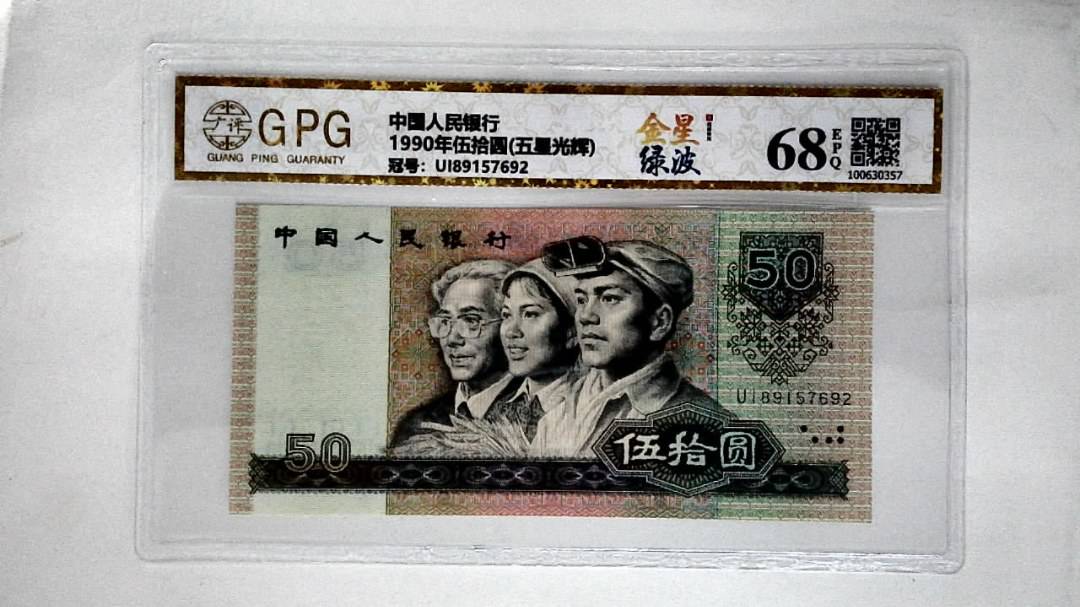 广评
GUANG PING GUARANTY
GPG
中国人民银行
1990年伍拾圆(五星光辉)
冠号：UI89157692
金星
绿波
68
EPQ
100630357
中国人民银行
50
UI89157692
50
伍拾圆